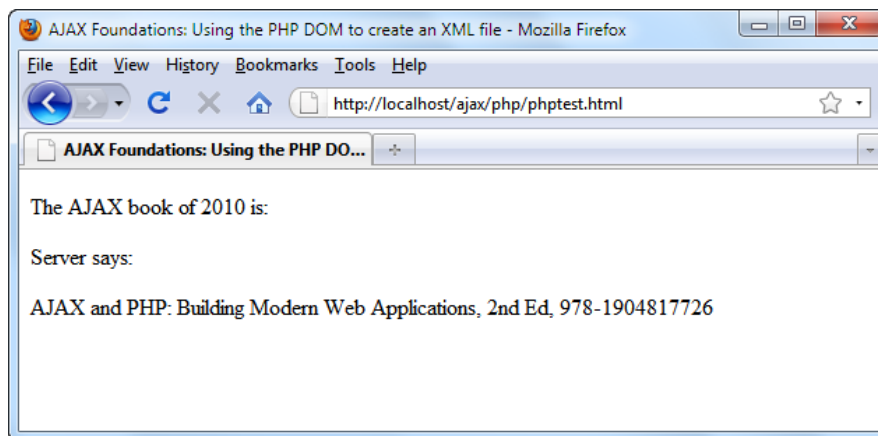 AJAX Foundations: Using the PHP DOM to create an XML file - Mozilla Firefox
File Edit View History Bookmarks Tools Help
http://localhost/ajax/php/phptest.html
AJAX Foundations: Using the PHP DO...
The AJAX book of 2010 is:
Server says:
AJAX and PHP: Building Modern Web Applications, 2nd Ed, 978-1904817726